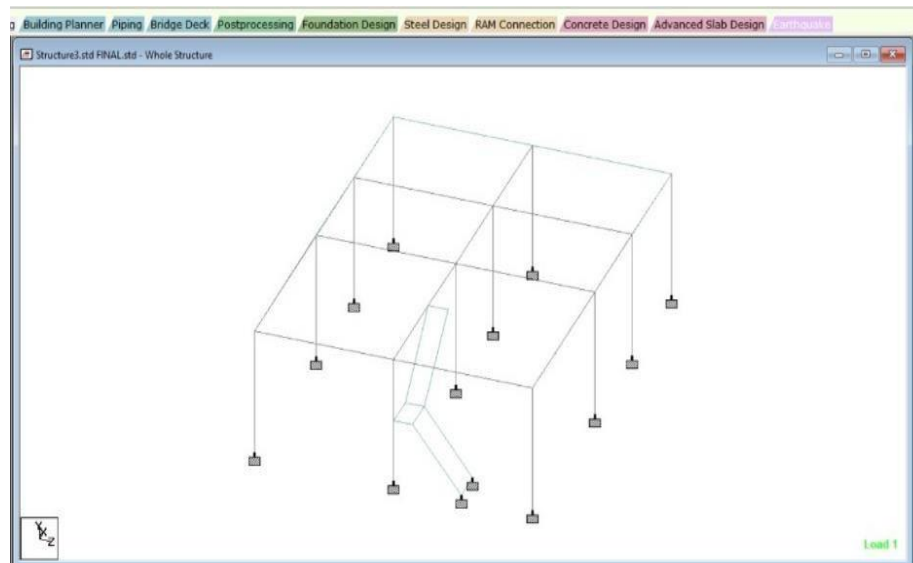 g Building Planner Piping Bridge Deck Postprocessing Foundation Design Steel Design RAM Connection Concrete Design Advanced Slab Design Earthquake
Structure3.std FINAL.std - Whole Structure
Y
X
Z
Load 1